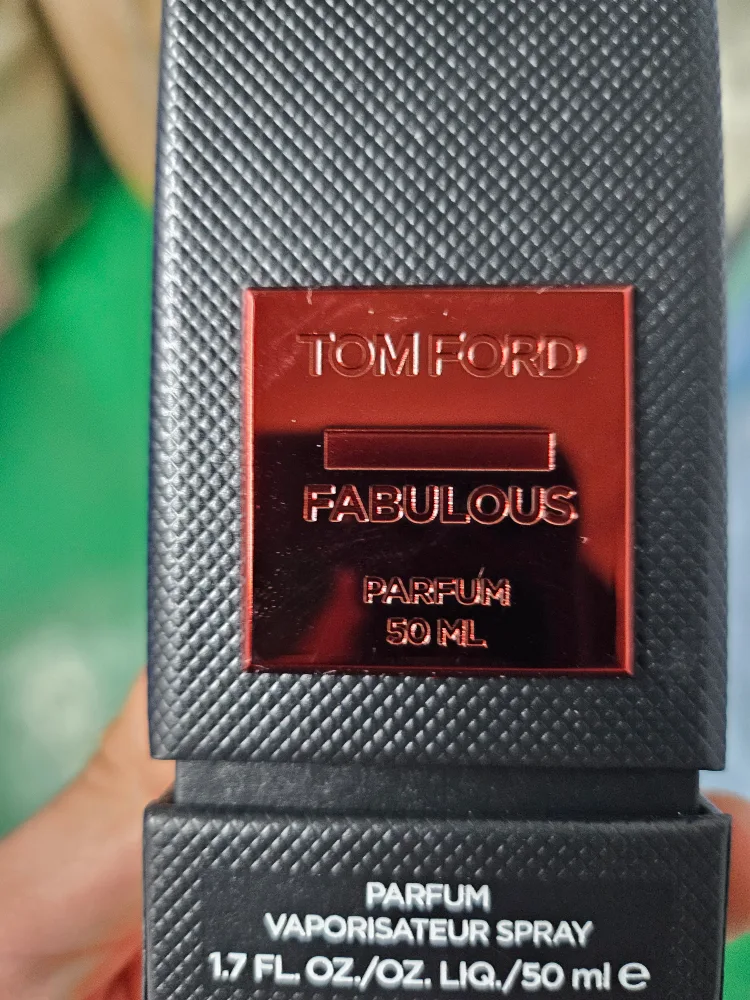 TOM FORD
FABULOUS
PARFUM
50 ML
PARFUM
VAPORISATEUR SPRAY
1.7 FL. OZ./OZ. LIQ./50 ml ℮